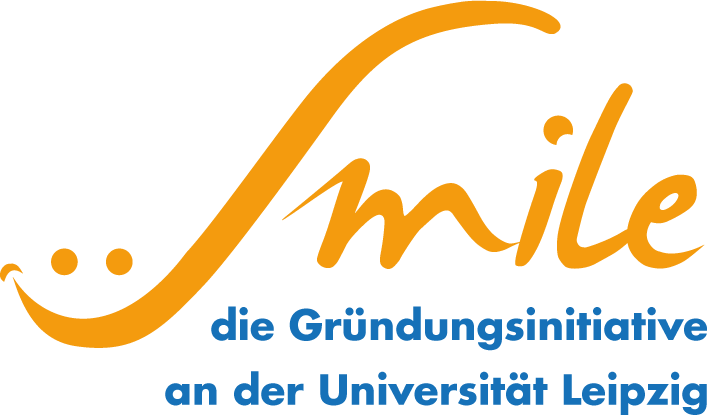 Smile
die Gründungsinitiative
an der Universität Leipzig